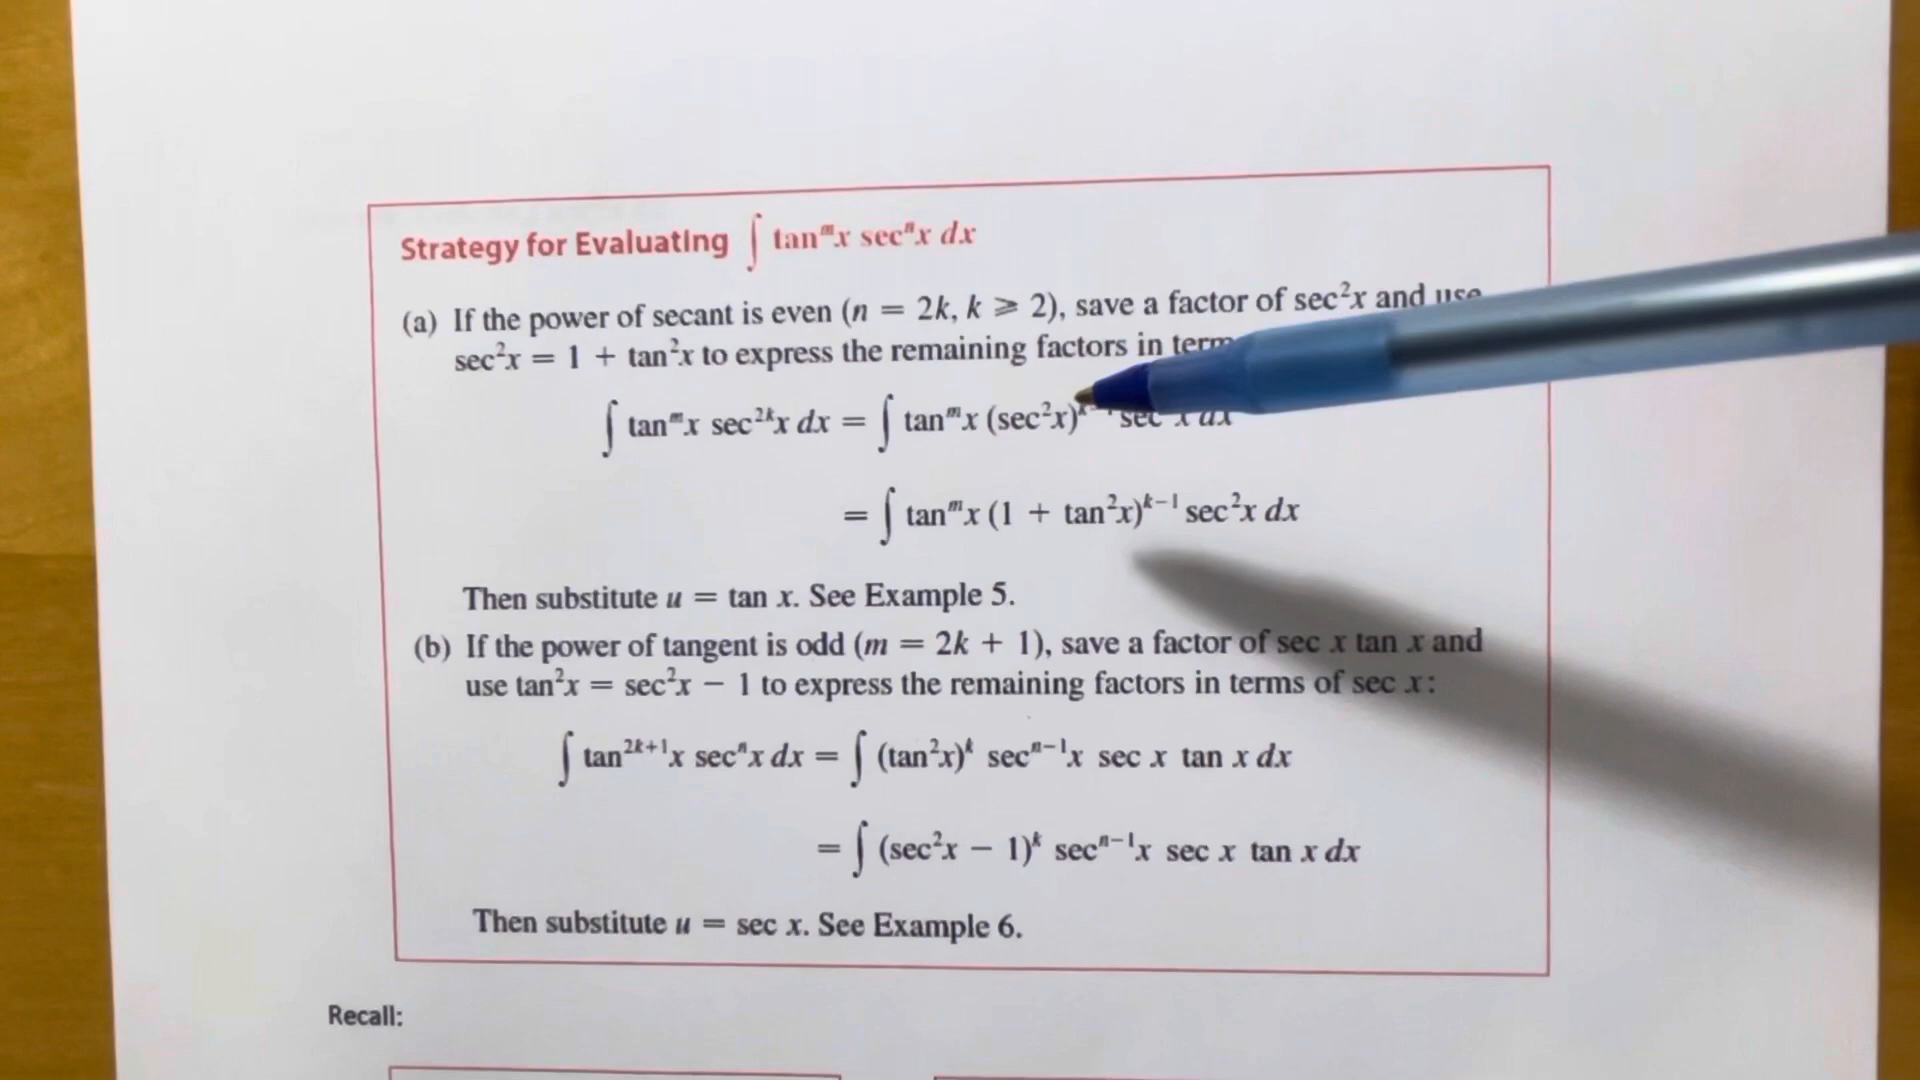 Strategy for Evaluating ∫ tanᵐx secⁿx dx
(a) If the power of secant is even (n = 2k, k ⩾ 2), save a factor of sec²x and use
sec²x = 1 + tan²x to express the remaining factors in
∫ tanᵐx sec²ᵏx dx = ∫ tanᵐx (sec²x) sec x dx
= ∫ tanᵐx (1 + tan²x)ᵏ⁻¹ sec²x dx
Then substitute u = tan x. See Example 5.
(b) If the power of tangent is odd (m = 2k + 1), save a factor of sec x tan x and
use tan²x = sec²x − 1 to express the remaining factors in terms of sec x:
∫ tan²ᵏ⁺¹x secⁿx dx = ∫ (tan²x)ᵏ secⁿ⁻¹x sec x tan x dx
= ∫ (sec²x − 1)ᵏ secⁿ⁻¹x sec x tan x dx
Then substitute u = sec x. See Example 6.
Recall: